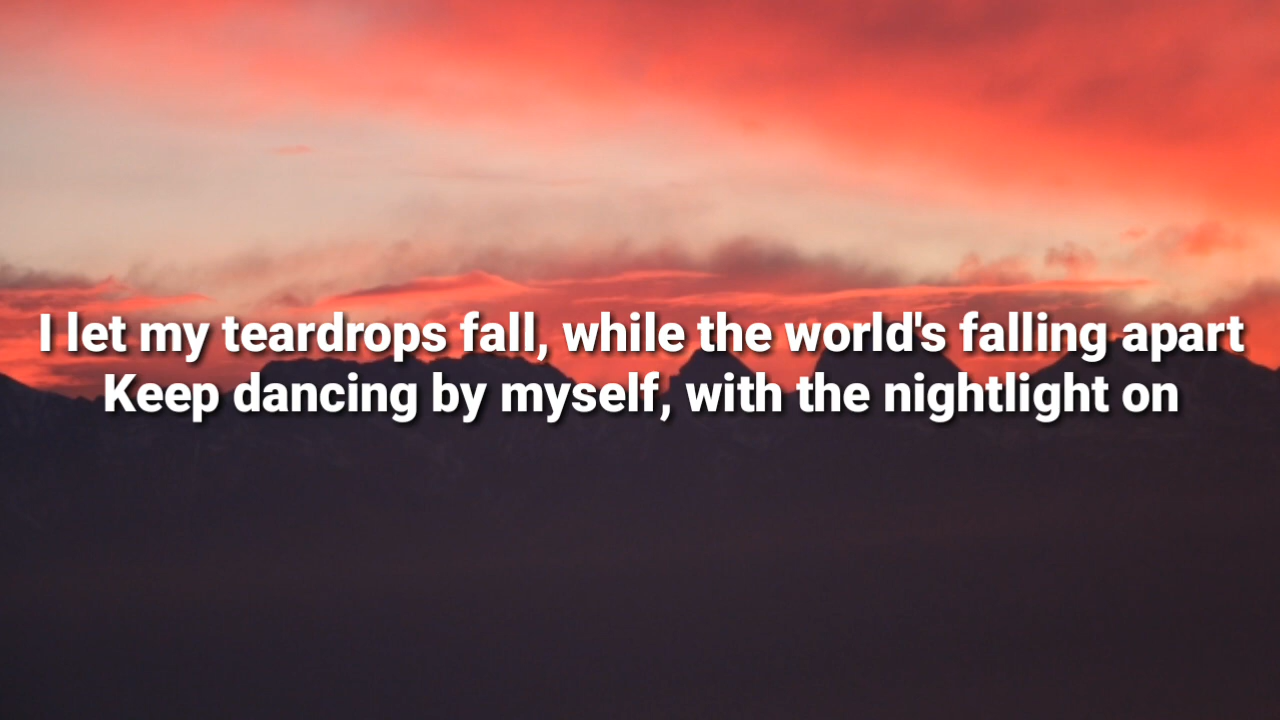 I let my teardrops fall, while the world's falling apart
Keep dancing by myself, with the nightlight on